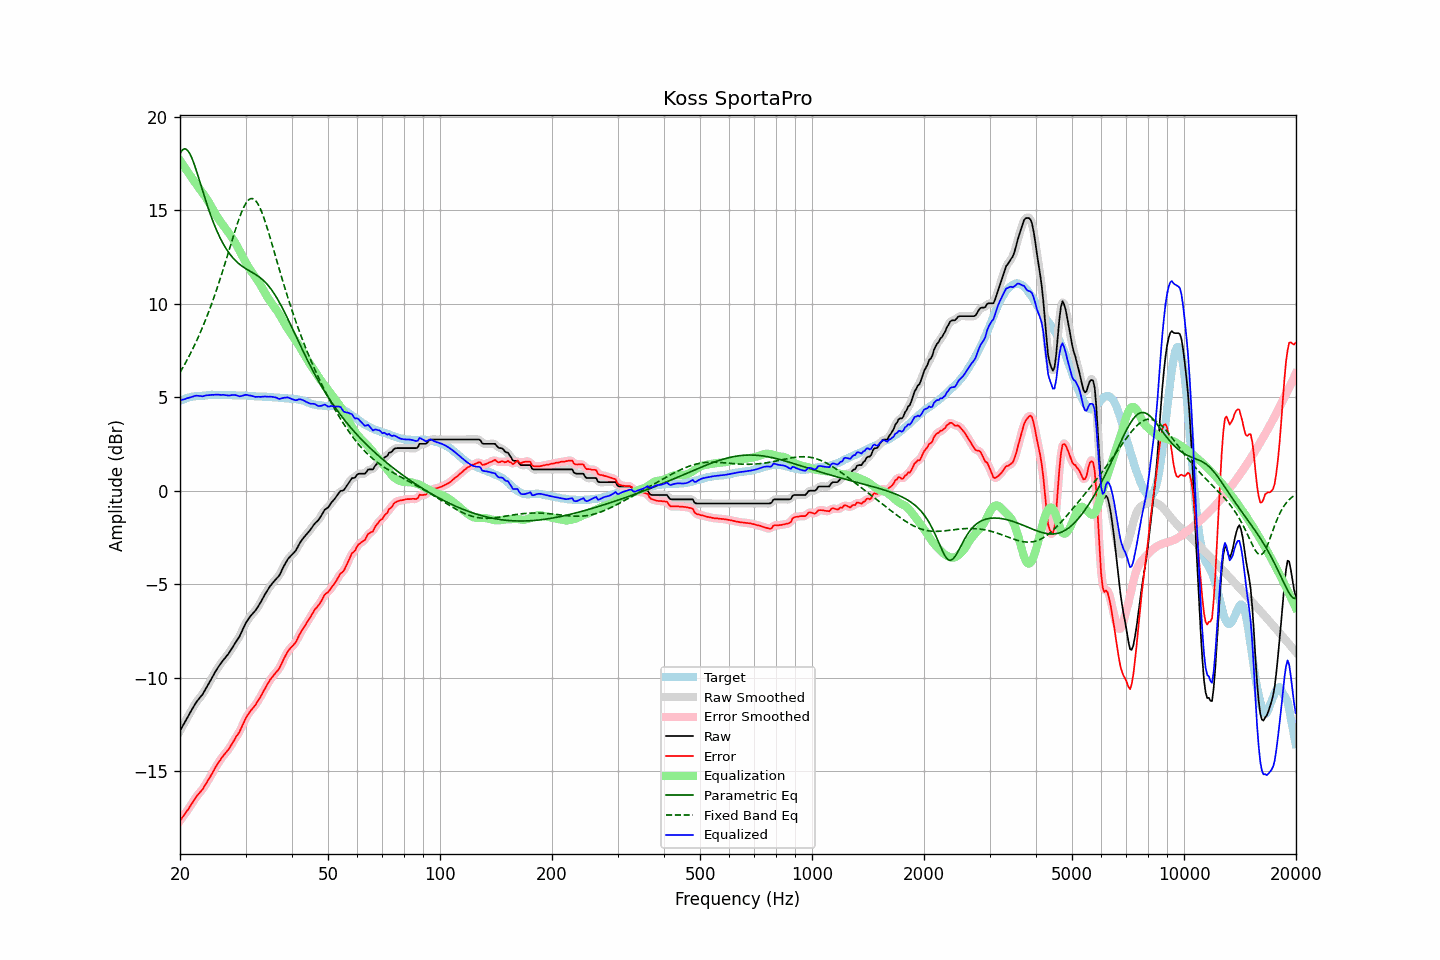 Koss SportaPro
Amplitude (dBr)
20
15
10
5
0
−5
−10
−15
Target
Raw Smoothed
Error Smoothed
Raw
Error
Equalization
Parametric Eq
Fixed Band Eq
Equalized
20 50 100 200 500 1000 2000 5000 10000 20000
Frequency (Hz)